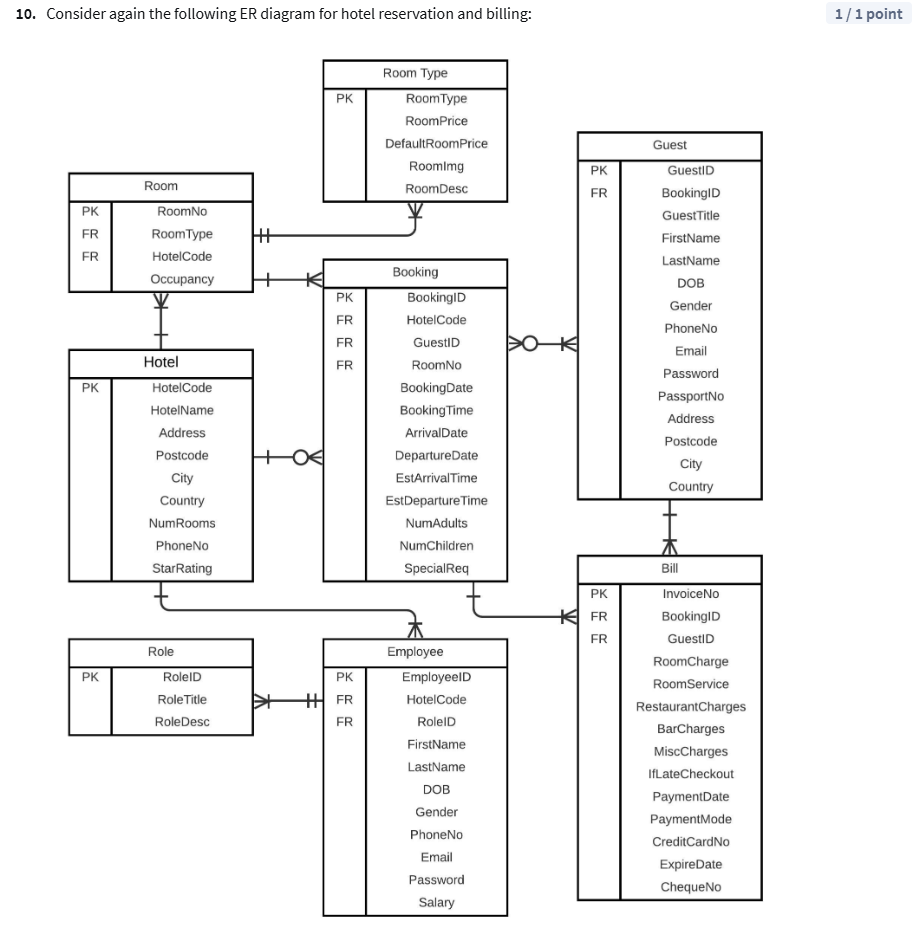 10. Consider again the following ER diagram for hotel reservation and billing:
1 / 1 point
Room Type
PK RoomType
RoomPrice
DefaultRoomPrice
RoomImg
RoomDesc
Room
PK RoomNo
FR RoomType
FR HotelCode
Occupancy
Hotel
PK HotelCode
HotelName
Address
Postcode
City
Country
NumRooms
PhoneNo
StarRating
Booking
PK BookingID
FR HotelCode
FR GuestID
FR RoomNo
BookingDate
BookingTime
ArrivalDate
DepartureDate
EstArrivalTime
EstDepartureTime
NumAdults
NumChildren
SpecialReq
Guest
PK GuestID
FR BookingID
GuestTitle
FirstName
LastName
DOB
Gender
PhoneNo
Email
Password
PassportNo
Address
Postcode
City
Country
Bill
PK InvoiceNo
FR BookingID
FR GuestID
RoomCharge
RoomService
RestaurantCharges
BarCharges
MiscCharges
IfLateCheckout
PaymentDate
PaymentMode
CreditCardNo
ExpireDate
ChequeNo
Role
PK RoleID
RoleTitle
RoleDesc
Employee
PK EmployeeID
FR HotelCode
FR RoleID
FirstName
LastName
DOB
Gender
PhoneNo
Email
Password
Salary